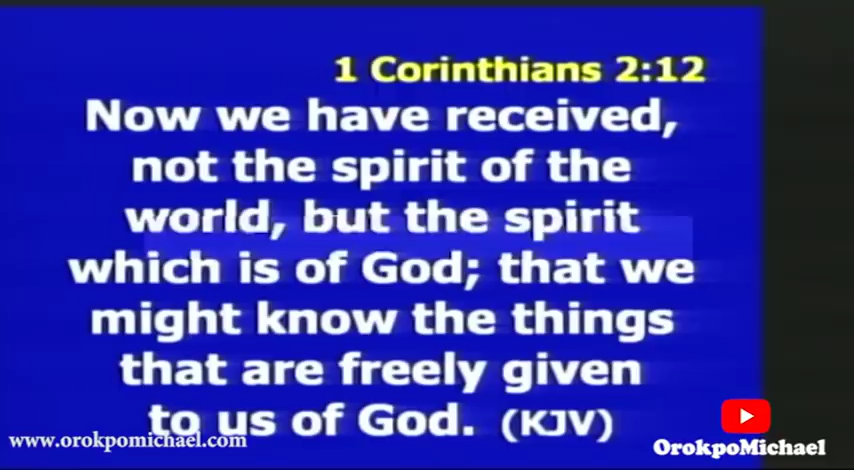 1 Corinthians 2:12
Now we have received,
not the spirit of the
world, but the spirit
which is of God; that we
might know the things
that are freely given
to us of God. (KJV)
www.orokpomichael.com
OrokpoMichael